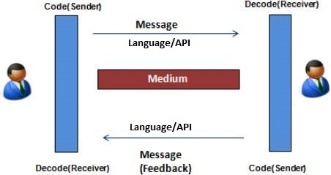 Code(Sender)
Decode(Receiver)
Message
Language/API
Medium
Language/API
Message
(Feedback)
Decode(Receiver)
Code(Sender)